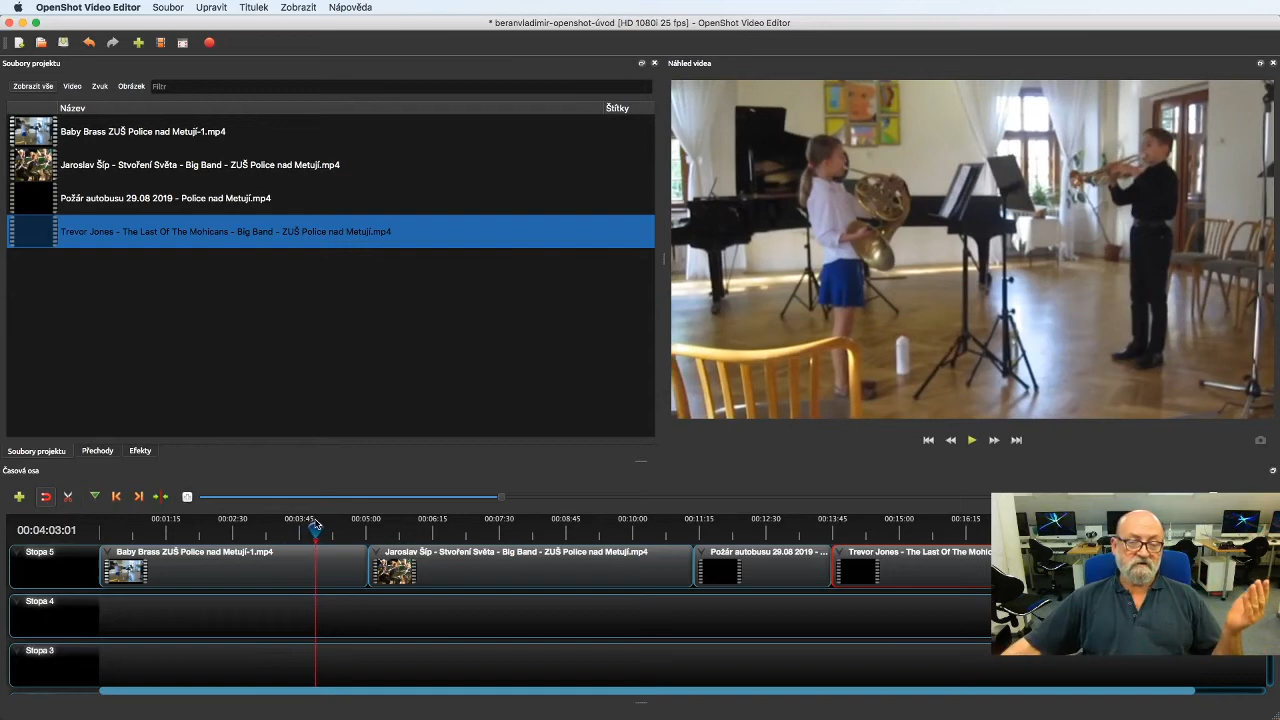 OpenShot Video Editor Soubor Upravit Titulek Zobrazit Nápověda
* beranvladimir-openshot-úvod [HD 1080i 25 fps] - OpenShot Video Editor
Soubory projektu
Náhled videa
Zobrazit vše Video Zvuk Obrázek Filtr
Název Štítky
Baby Brass ZUŠ Police nad Metují-1.mp4
Jaroslav Šíp - Stvoření Světa - Big Band - ZUŠ Police nad Metují.mp4
Požár autobusu 29.08 2019 - Police nad Metují.mp4
Trevor Jones - The Last Of The Mohicans - Big Band - ZUŠ Police nad Metují.mp4
Soubory projektu Přechody Efekty
Časová osa
00:01:15 00:02:30 00:03:45 00:05:00 00:06:15 00:07:30 00:08:45 00:10:00 00:11:15 00:12:30 00:13:45 00:15:00 00:16:15
00:04:03:01
Stopa 5 Baby Brass ZUŠ Police nad Metují-1.mp4 Jaroslav Šíp - Stvoření Světa - Big Band - ZUŠ Police nad Metují.mp4 Požár autobusu 29.08 2019 - ... Trevor Jones - The Last Of The Mohicans
Stopa 4
Stopa 3